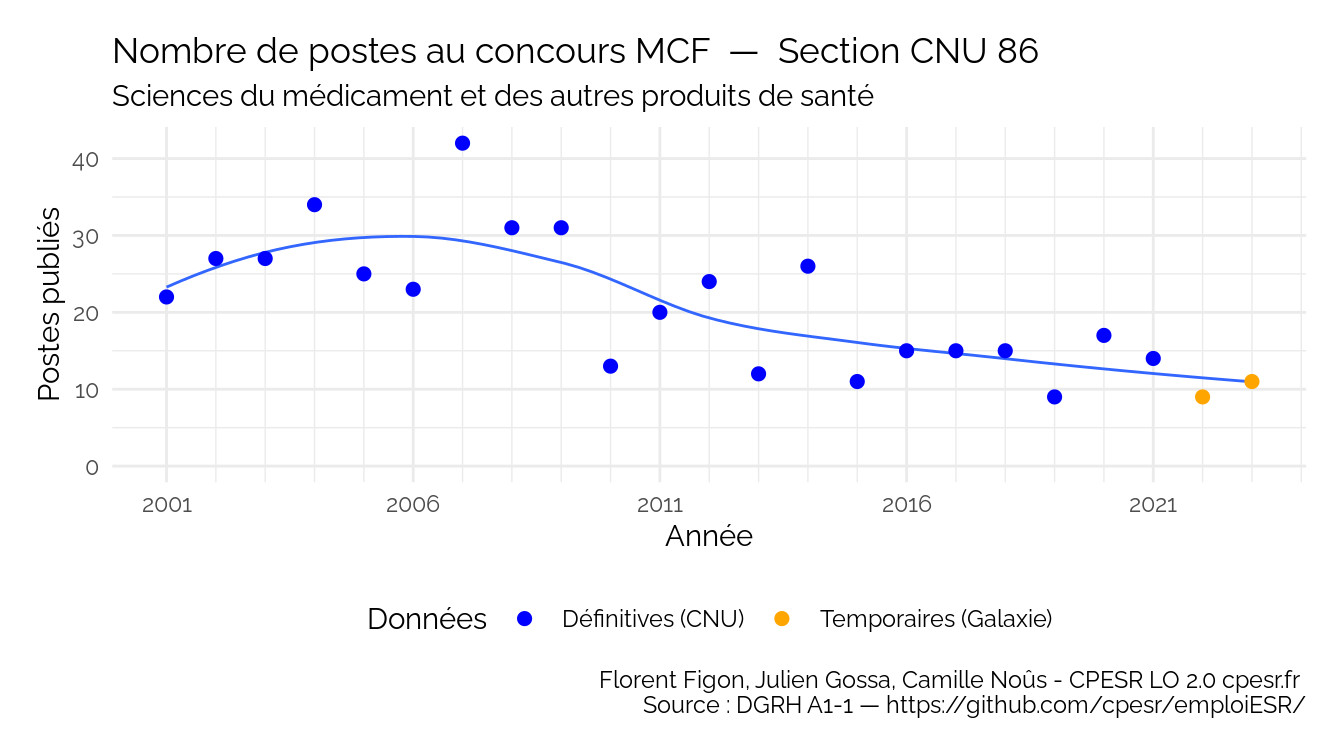 Nombre de postes au concours MCF — Section CNU 86
Sciences du médicament et des autres produits de santé
Postes publiés
40
30
20
10
0
2001 2006 2011 2016 2021
Année
Données Définitives (CNU) Temporaires (Galaxie)
Florent Figon, Julien Gossa, Camille Noûs - CPESR LO 2.0 cpesr.fr
Source : DGRH A1-1 — https://github.com/cpesr/emploiESR/